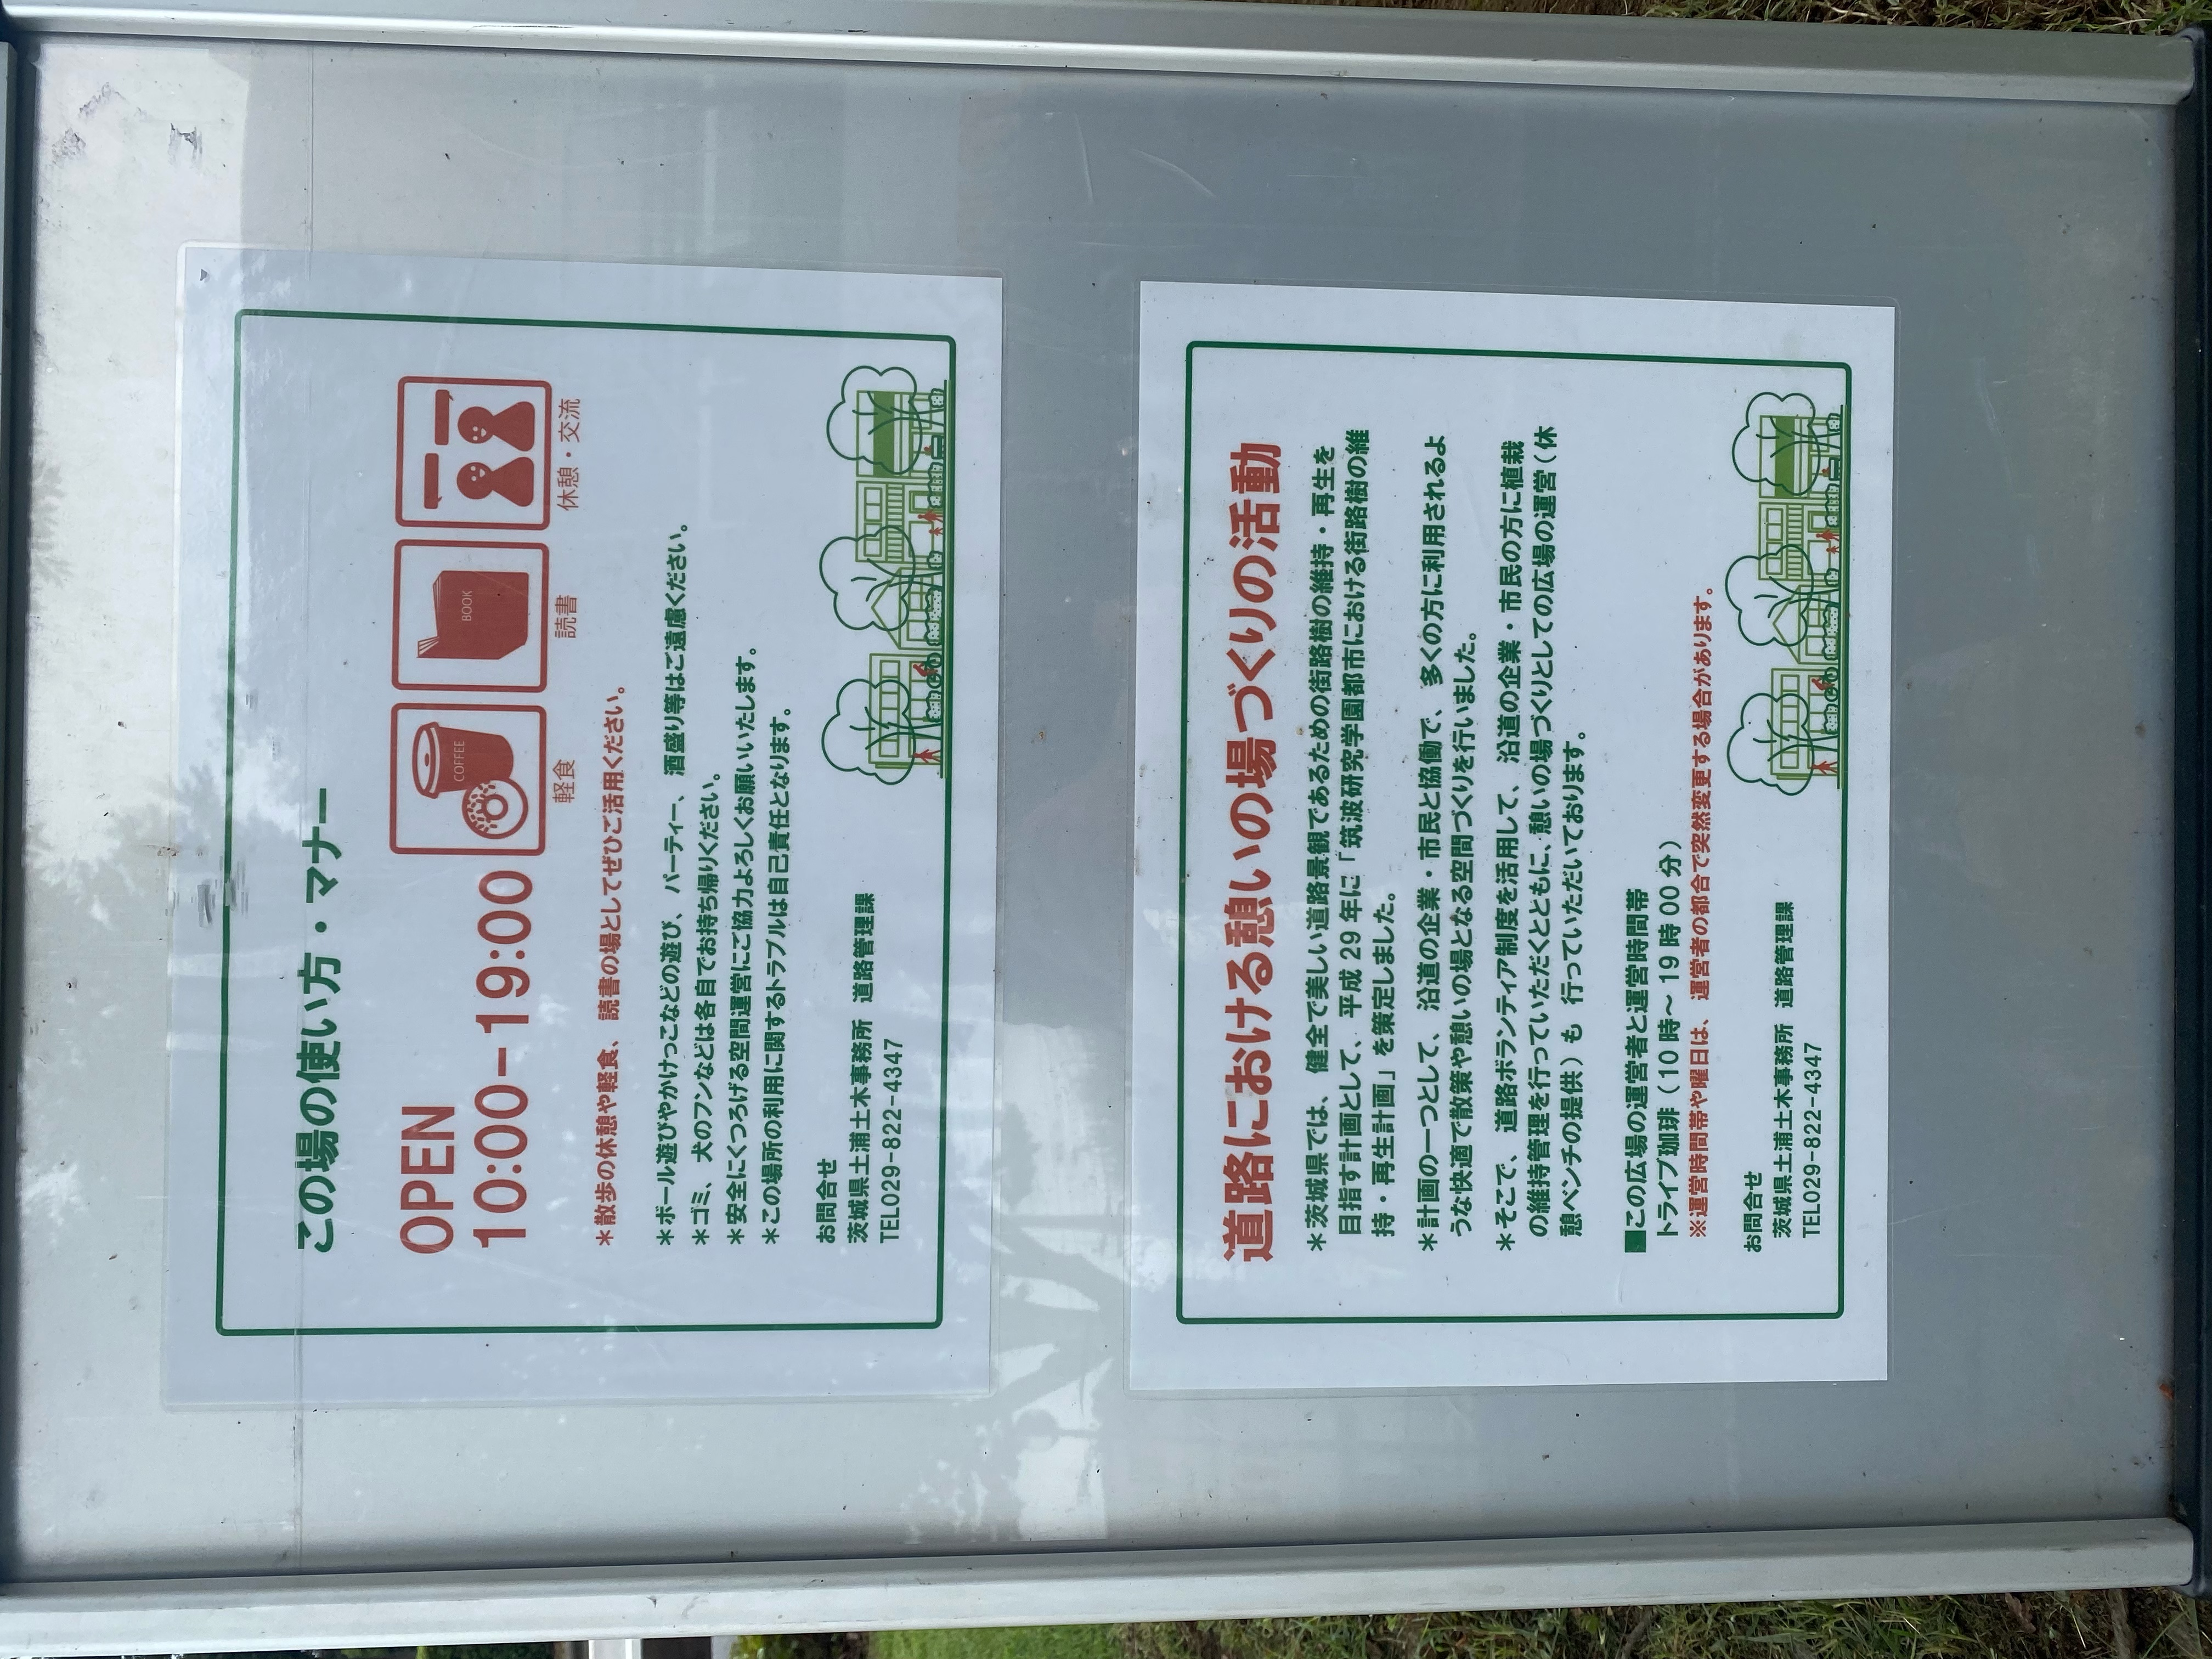 この場の使い方・マナー
OPEN
10:00-19:00
COFFEE
BOOK
軽食
読書
休憩・交流
＊散歩の休憩や軽食、読書の場としてぜひご活用ください。
＊ボール遊びやかけっこなどの遊び、パーティー、酒盛り等はご遠慮ください。
＊ゴミ、犬のフンなどは各自でお持ち帰りください。
＊安全にくつろげる空間運営にご協力よろしくお願いいたします。
＊この場所の利用に関するトラブルは自己責任となります。
お問合せ
茨城県土浦土木事務所　道路管理課
TEL029-822-4347
道路における憩いの場づくりの活動
＊茨城県では、健全で美しい道路景観であるための街路樹の維持・再生を
目指す計画として、平成 29 年に「筑波研究学園都市における街路樹の維
持・再生計画」を策定しました。
＊計画の一つとして、沿道の企業・市民と協働で、多くの方に利用されるよ
うな快適で散策や憩いの場となる空間づくりを行いました。
＊そこで、道路ボランティア制度を活用して、沿道の企業・市民の方に植栽
の維持管理を行っていただくとともに、憩いの場づくりとしての広場の運営（休
憩ベンチの提供）も 行っていただいております。
■この広場の運営者と運営時間帯
トライブ珈琲（10 時～ 19 時 00 分）
※運営時間帯や曜日は、運営者の都合で突然変更する場合があります。
お問合せ
茨城県土浦土木事務所　道路管理課
TEL029-822-4347